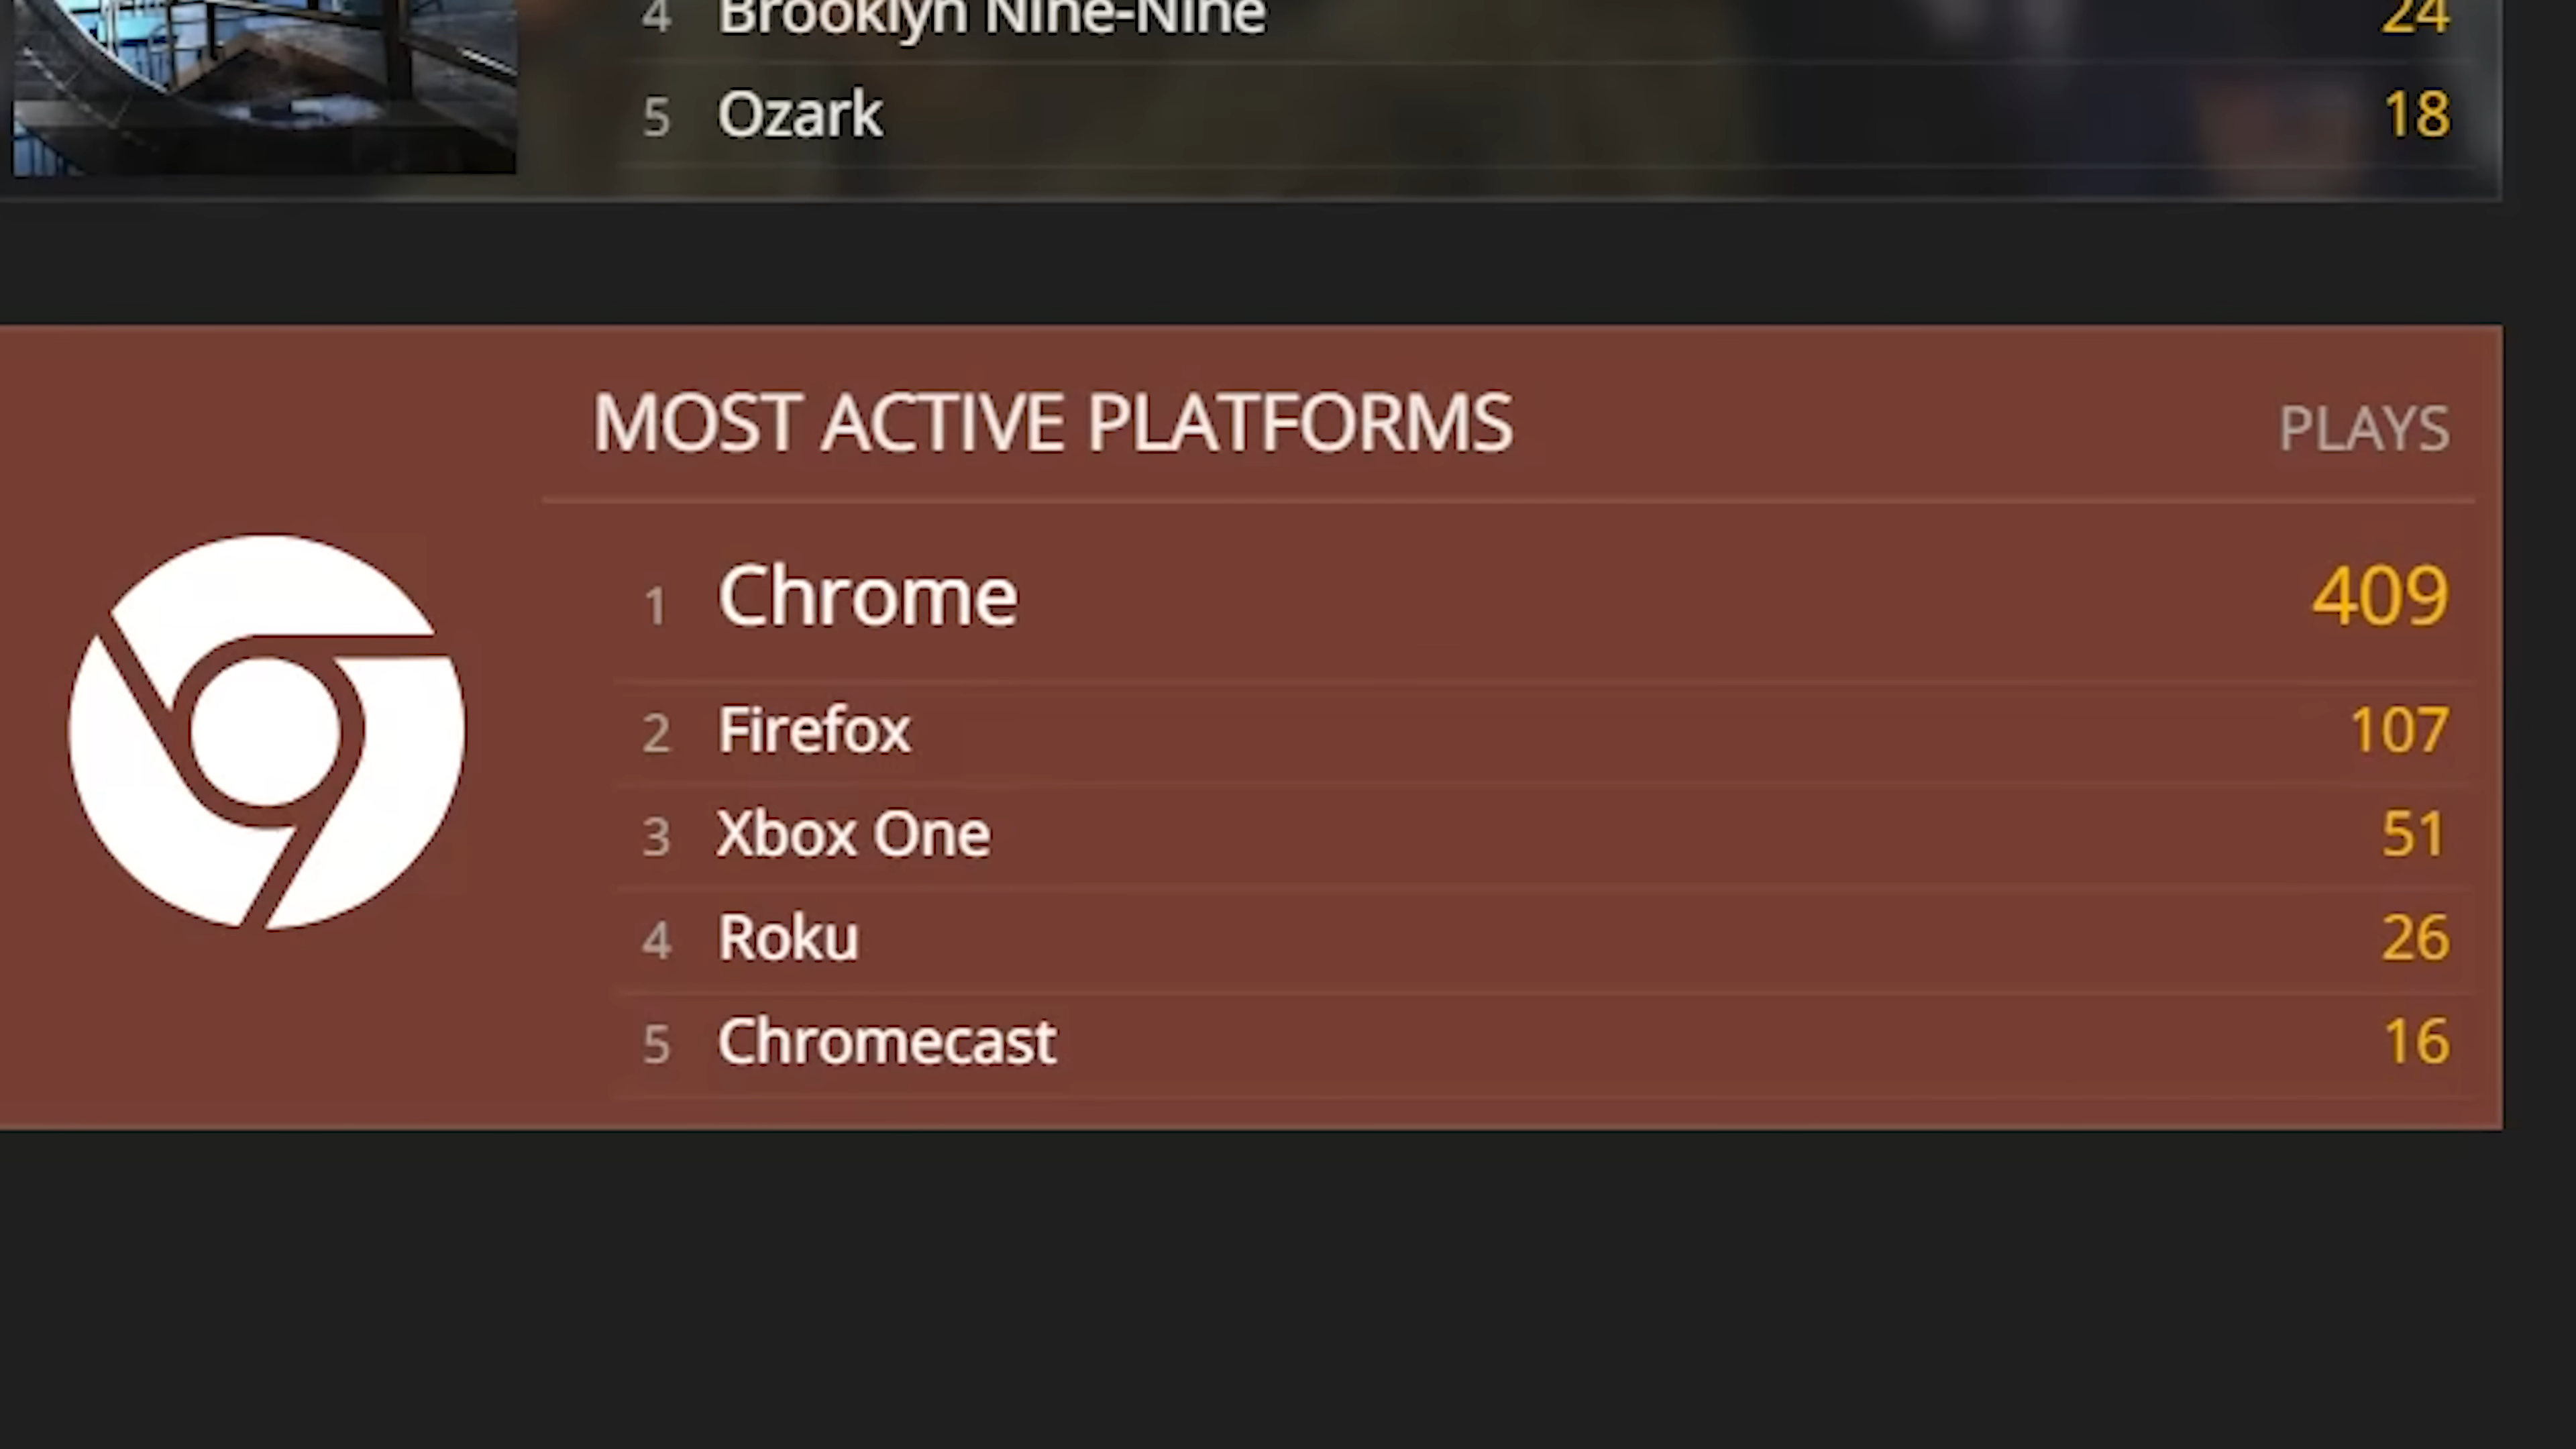 4 Brooklyn Nine-Nine 24
5 Ozark 18
MOST ACTIVE PLATFORMS PLAYS
1 Chrome 409
2 Firefox 107
3 Xbox One 51
4 Roku 26
5 Chromecast 16